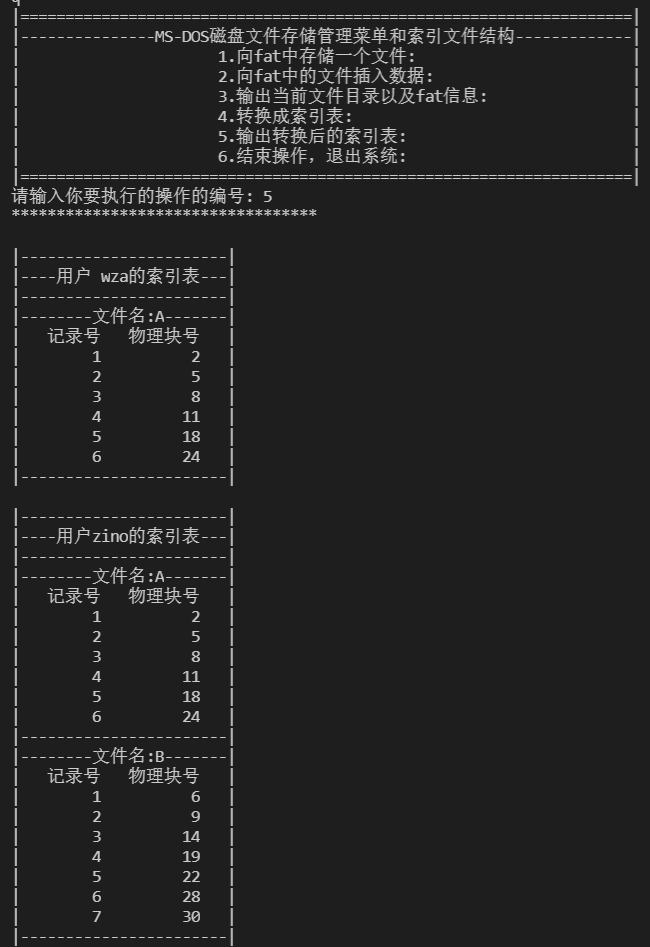 |====================================================================|
|---------------MS-DOS磁盘文件存储管理菜单和索引文件结构-------------|
| 1.向fat中存储一个文件: |
| 2.向fat中的文件插入数据: |
| 3.输出当前文件目录以及fat信息: |
| 4.转换成索引表: |
| 5.输出转换后的索引表: |
| 6.结束操作，退出系统: |
|====================================================================|
请输入你要执行的操作的编号: 5
**********************************
|-----------------------|
|----用户 wza的索引表---|
|-----------------------|
|--------文件名:A-------|
| 记录号 物理块号 |
| 1 2 |
| 2 5 |
| 3 8 |
| 4 11 |
| 5 18 |
| 6 24 |
|-----------------------|
|-----------------------|
|----用户zino的索引表---|
|-----------------------|
|--------文件名:A-------|
| 记录号 物理块号 |
| 1 2 |
| 2 5 |
| 3 8 |
| 4 11 |
| 5 18 |
| 6 24 |
|-----------------------|
|--------文件名:B-------|
| 记录号 物理块号 |
| 1 6 |
| 2 9 |
| 3 14 |
| 4 19 |
| 5 22 |
| 6 28 |
| 7 30 |
|-----------------------|